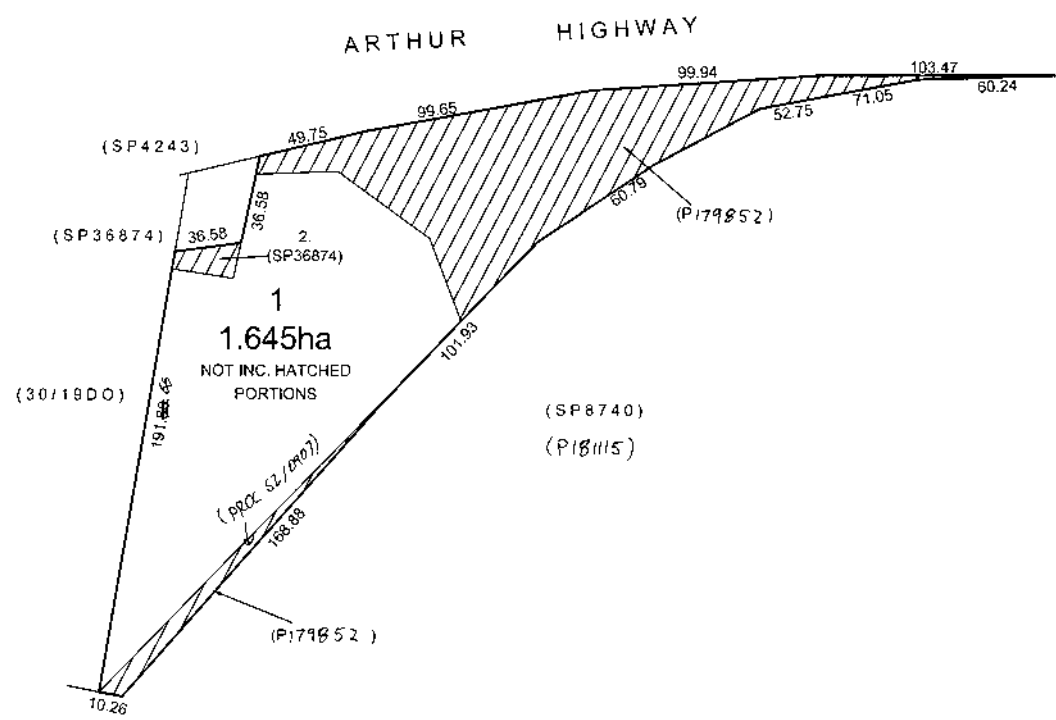 ARTHUR HIGHWAY
103.47
99.94
60.24
99.65
71.05
52.75
49.75
(SP4243)
60.79
36.58
(P179852)
(SP36874)
36.58
2.
(SP36874)
1
1.645ha
NOT INC. HATCHED
PORTIONS
101.93
(30/19DO)
(SP8740)
(P181115)
(PROC 52/0907)
168.88
(P179852)
10.26